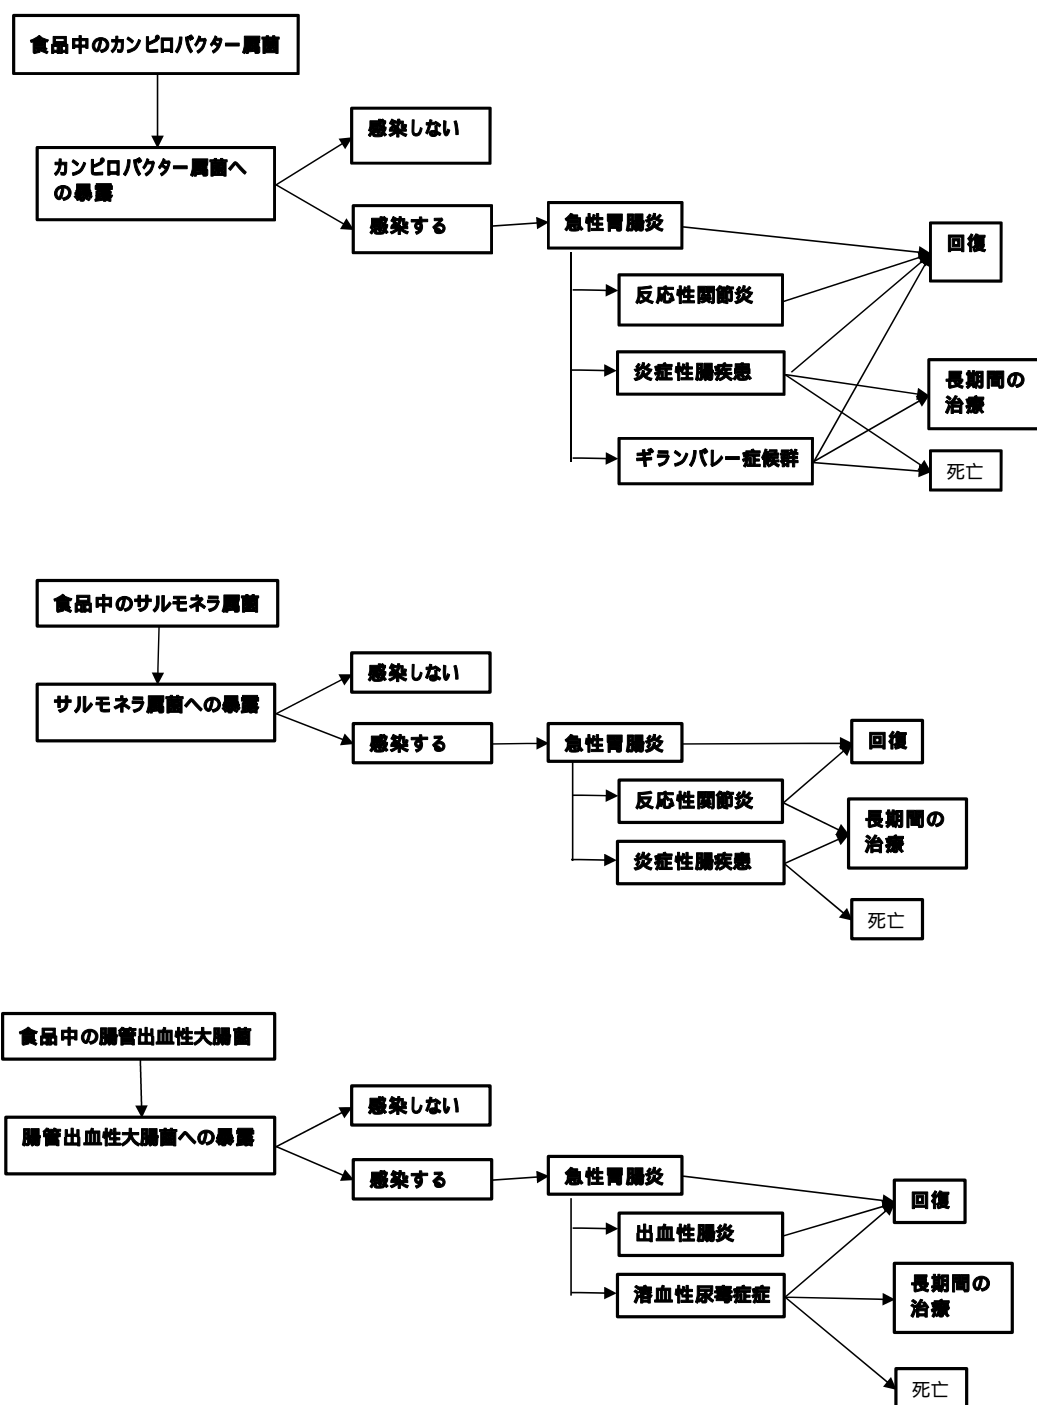 食品中のカンピロバクター属菌
カンピロバクター属菌へ
の暴露
感染しない
感染する
急性胃腸炎
反応性関節炎
炎症性腸疾患
ギランバレー症候群
回復
長期間の
治療
死亡
食品中のサルモネラ属菌
サルモネラ属菌への暴露
感染しない
感染する
急性胃腸炎
反応性関節炎
炎症性腸疾患
回復
長期間の
治療
死亡
食品中の腸管出血性大腸菌
腸管出血性大腸菌への暴露
感染しない
感染する
急性胃腸炎
出血性腸炎
溶血性尿毒症症
回復
長期間の
治療
死亡